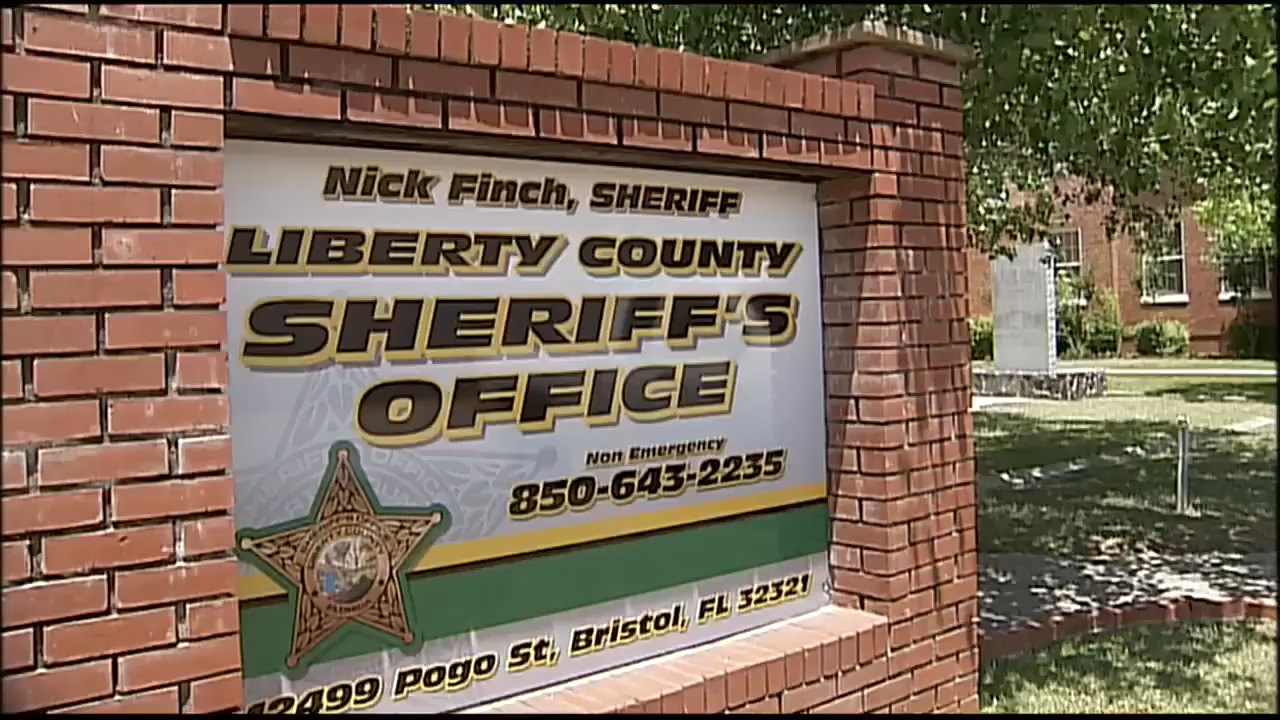 Nick Finch, SHERIFF
LIBERTY COUNTY
SHERIFF'S
OFFICE
Non Emergency
850-643-2235
12499 Pogo St, Bristol, FL 32321